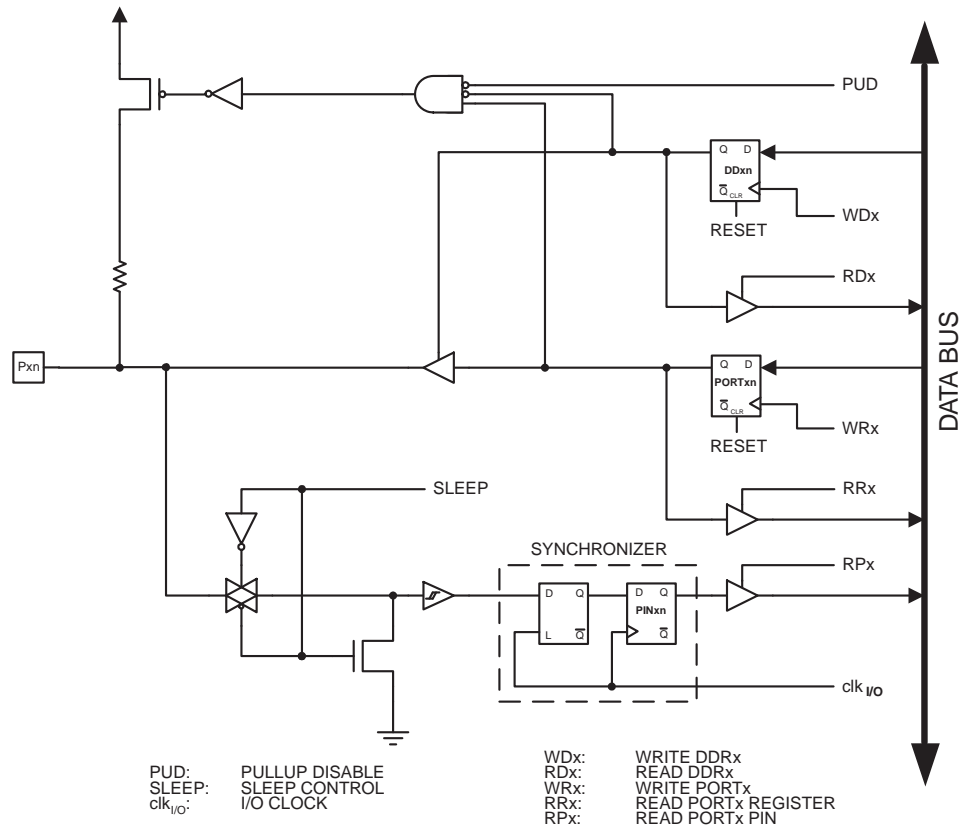 PUD
Q D
DDxn
Q CLR
WDx
RESET
RDx
Pxn
Q D
PORTxn
Q CLR
WRx
RESET
DATA BUS
SLEEP
RRx
SYNCHRONIZER
RPx
D Q
L Q
D Q
PINxn
Q
clk I/O
PUD: PULLUP DISABLE
SLEEP: SLEEP CONTROL
clkI/O: I/O CLOCK
WDx: WRITE DDRx
RDx: READ DDRx
WRx: WRITE PORTx
RRx: READ PORTx REGISTER
RPx: READ PORTx PIN